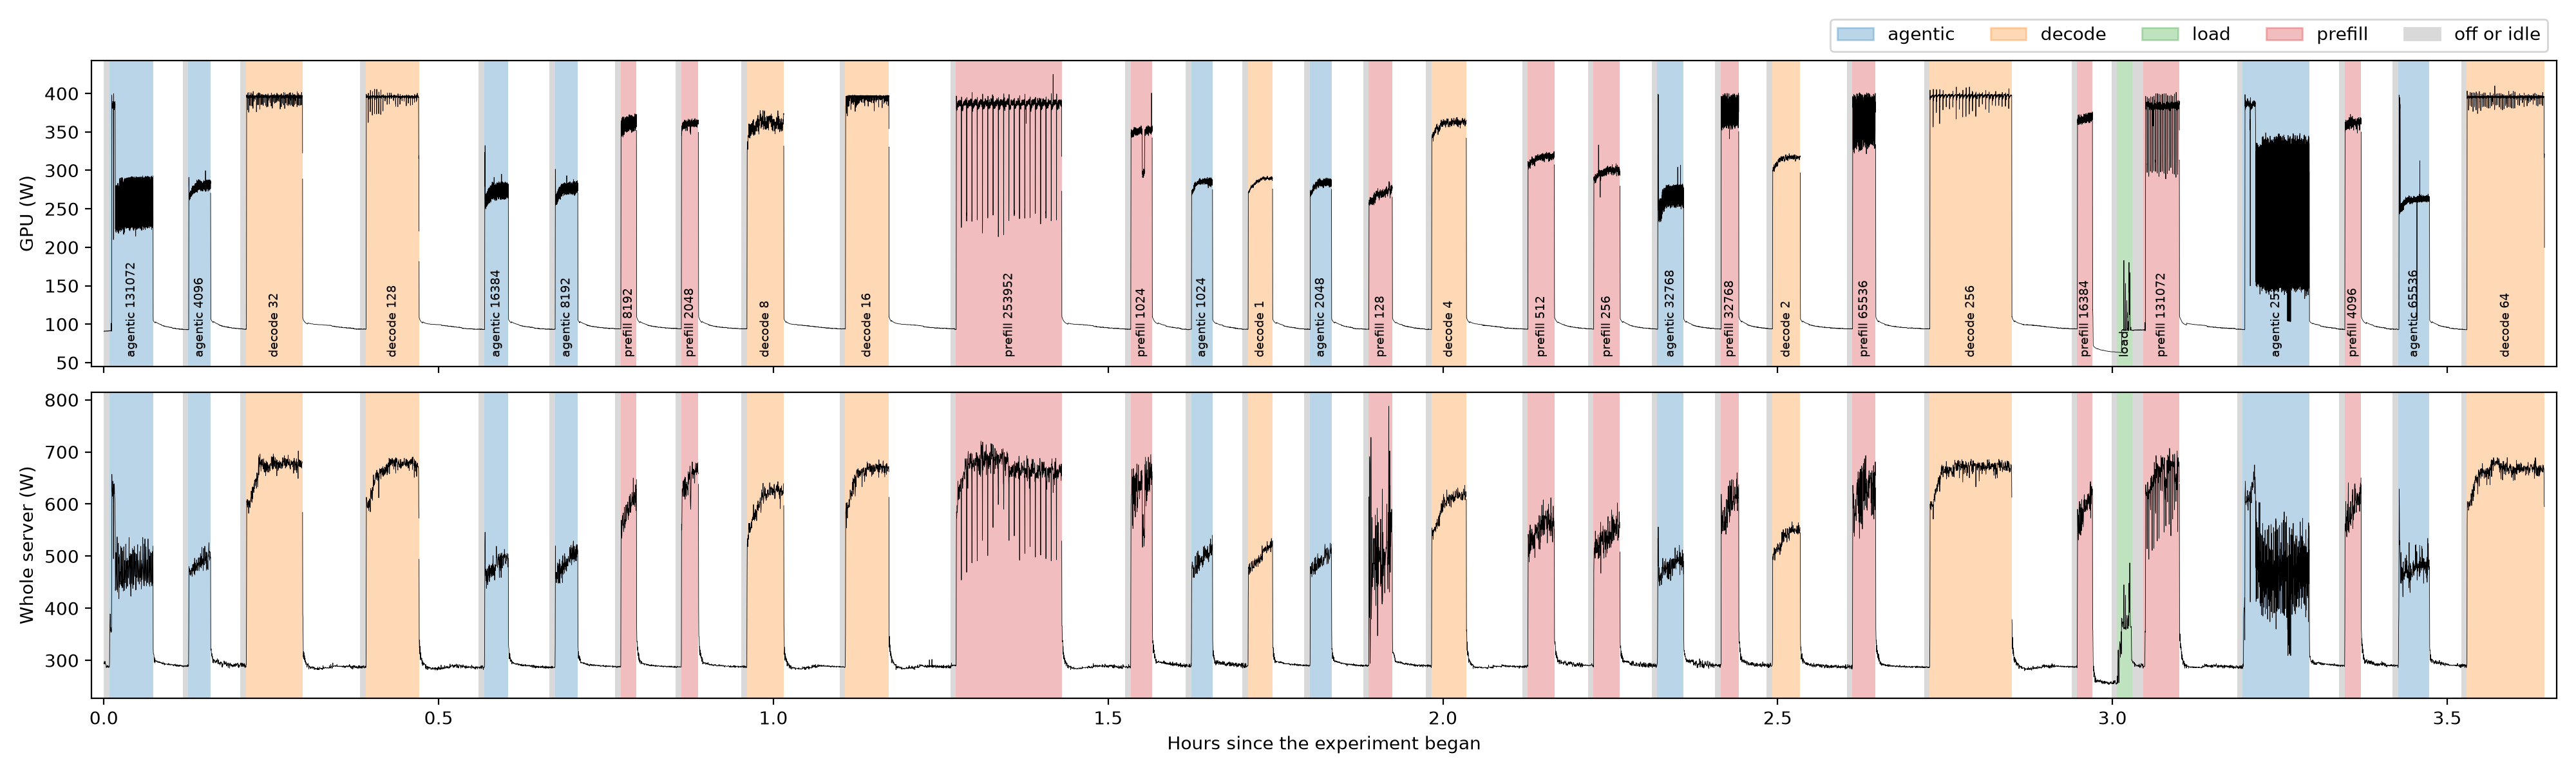 agentic decode load prefill off or idle
GPU (W)
400
350
300
250
200
150
100
50
agentic 131072
agentic 4096
decode 32
decode 128
agentic 16384
agentic 8192
prefill 8192
prefill 2048
decode 8
decode 16
prefill 253952
prefill 1024
agentic 1024
decode 1
agentic 2048
prefill 128
decode 4
prefill 512
prefill 256
agentic 32768
prefill 32768
decode 2
prefill 65536
decode 256
prefill 16384
load
prefill 131072
agentic 25
prefill 4096
agentic 65536
decode 64
Whole server (W)
800
700
600
500
400
300
0.0 0.5 1.0 1.5 2.0 2.5 3.0 3.5
Hours since the experiment began